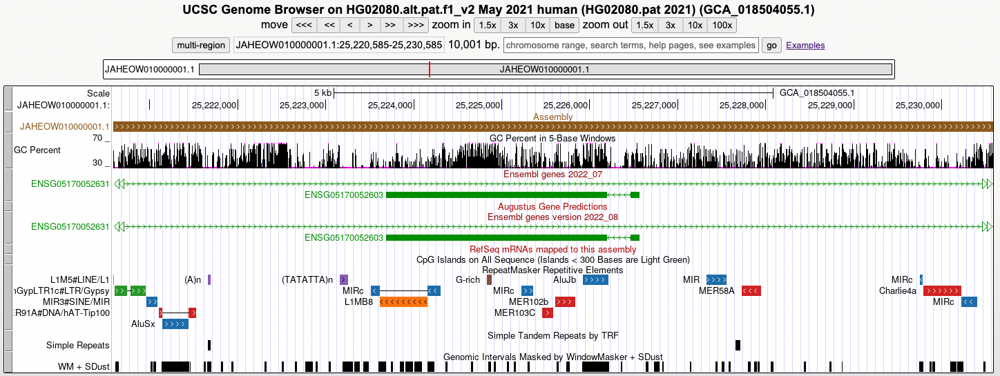 UCSC Genome Browser on HG02080.alt.pat.f1_v2 May 2021 human (HG02080.pat 2021) (GCA_018504055.1)
move <<< << < > >> >>> zoom in 1.5x 3x 10x base zoom out 1.5x 3x 10x 100x
multi-region JAHEOW010000001.1:25,220,585-25,230,585 10,001 bp. chromosome range, search terms, help pages, see examples go Examples
JAHEOW010000001.1 JAHEOW010000001.1
Scale 5 kb GCA_018504055.1
JAHEOW010000001.1: 25,222,000 25,223,000 25,224,000 25,225,000 25,226,000 25,227,000 25,228,000 25,229,000 25,230,000
Assembly
JAHEOW010000001.1
70 _ GC Percent in 5-Base Windows
GC Percent
30 _
Ensembl genes 2022_07
ENSG05170052631
ENSG05170052603
Augustus Gene Predictions
Ensembl genes version 2022_08
ENSG05170052631
ENSG05170052603
RefSeq mRNAs mapped to this assembly
CpG Islands on All Sequence (Islands < 300 Bases are Light Green)
RepeatMasker Repetitive Elements
L1M5#LINE/L1 (A)n (TATATTA)n G-rich AluJb MIR MIRc
GypLTR1c#LTR/Gypsy MIRc MIRc MER58A Charlie4a
MIR3#SINE/MIR L1MB8 MER102b MIRc
R91A#DNA/hAT-Tip100 MER103C
AluSx
Simple Tandem Repeats by TRF
Simple Repeats
Genomic Intervals Masked by WindowMasker + SDust
WM + SDust